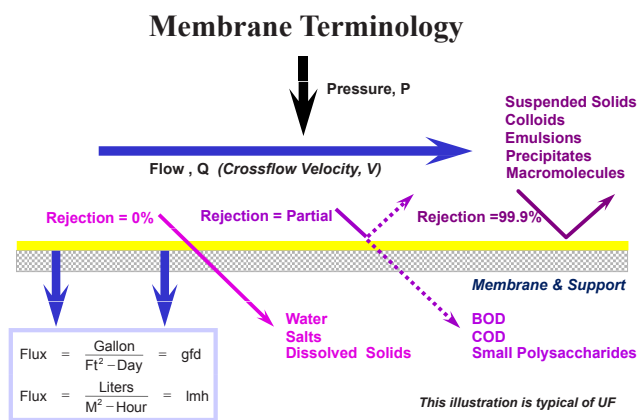 Membrane Terminology
Pressure, P
Suspended Solids
Colloids
Emulsions
Precipitates
Macromolecules
Flow , Q (Crossflow Velocity, V)
Rejection = 0%
Rejection = Partial
Rejection =99.9%
Membrane & Support
Water
Salts
Dissolved Solids
BOD
COD
Small Polysaccharides
Flux = Gallon / Ft² – Day = gfd
Flux = Liters / M² – Hour = lmh
This illustration is typical of UF